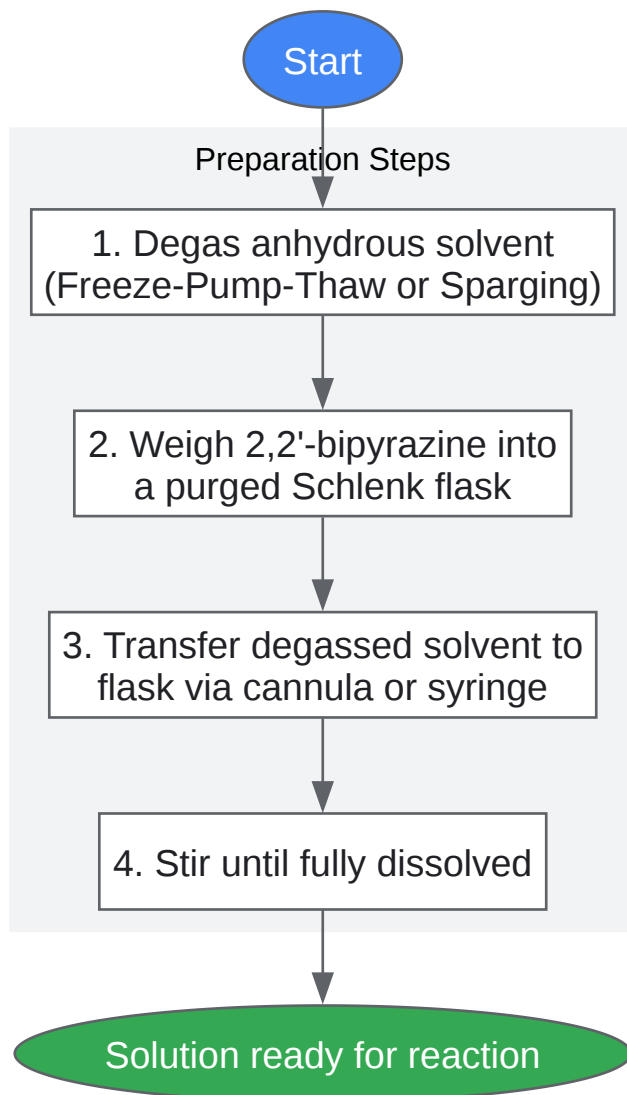 Start
Preparation Steps
1. Degas anhydrous solvent
(Freeze-Pump-Thaw or Sparging)
2. Weigh 2,2'-bipyrazine into
a purged Schlenk flask
3. Transfer degassed solvent to
flask via cannula or syringe
4. Stir until fully dissolved
Solution ready for reaction